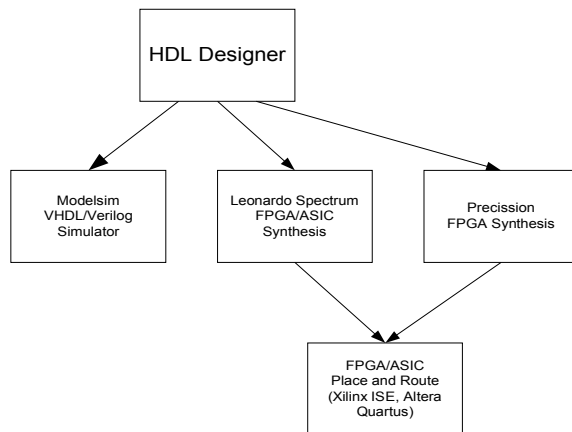 HDL Designer
Modelsim
VHDL/Verilog
Simulator
Leonardo Spectrum
FPGA/ASIC
Synthesis
Precission
FPGA Synthesis
FPGA/ASIC
Place and Route
(Xilinx ISE, Altera
Quartus)